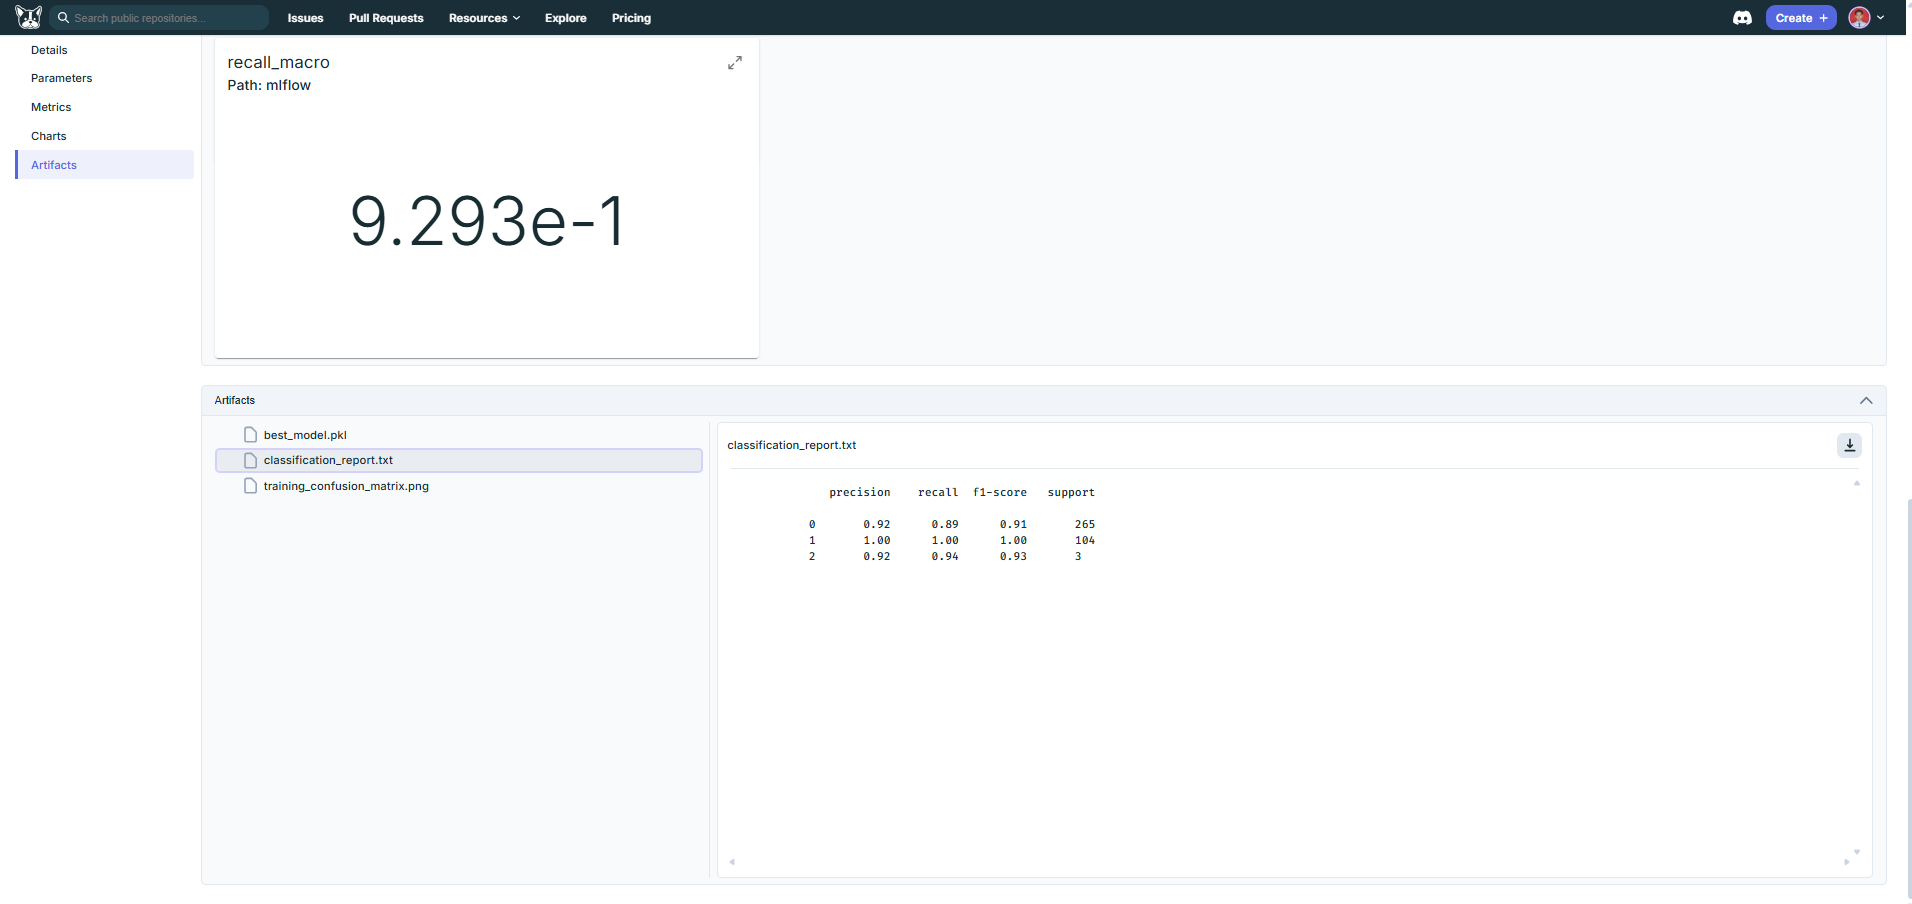 Search public repositories...
Issues
Pull Requests
Resources
Explore
Pricing
Create +
Details
Parameters
Metrics
Charts
Artifacts
recall_macro
Path: mlflow
9.293e-1
Artifacts
best_model.pkl
classification_report.txt
training_confusion_matrix.png
classification_report.txt
precision recall f1-score support
0 0.92 0.89 0.91 265
1 1.00 1.00 1.00 104
2 0.92 0.94 0.93 3